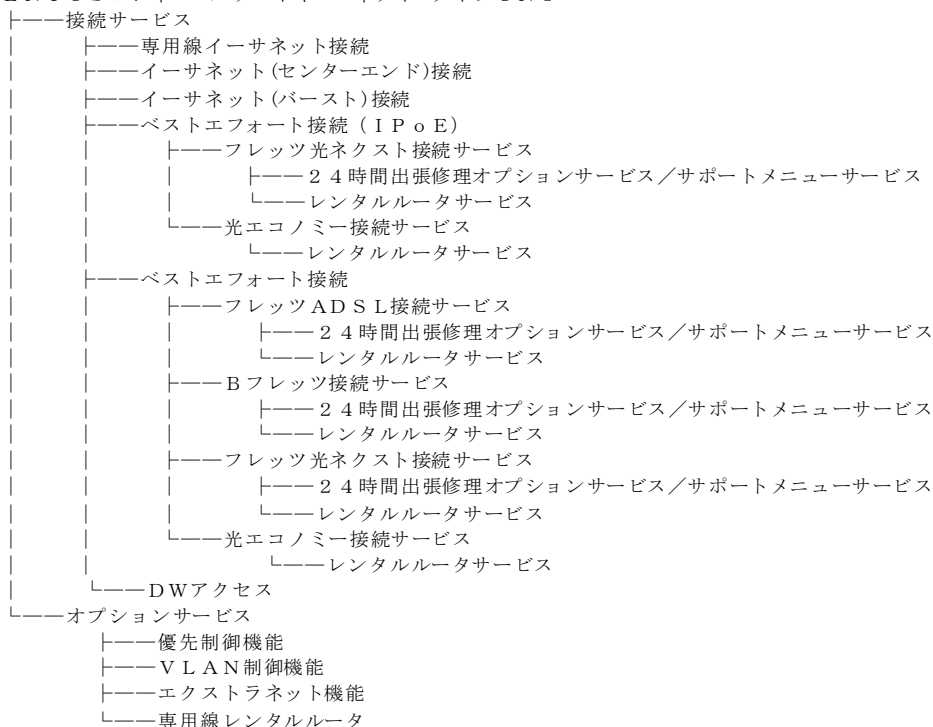 ├――接続サービス
│ ├――専用線イーサネット接続
│ ├――イーサネット(センターエンド)接続
│ ├――イーサネット(バースト)接続
│ ├――ベストエフォート接続(IPoE)
│ │ ├――フレッツ光ネクスト接続サービス
│ │ │ ├――24時間出張修理オプションサービス/サポートメニューサービス
│ │ │ └――レンタルルータサービス
│ │ └――光エコノミー接続サービス
│ │ └――レンタルルータサービス
│ ├――ベストエフォート接続
│ │ ├――フレッツADSL接続サービス
│ │ │ ├――24時間出張修理オプションサービス/サポートメニューサービス
│ │ │ └――レンタルルータサービス
│ │ ├――Bフレッツ接続サービス
│ │ │ ├――24時間出張修理オプションサービス/サポートメニューサービス
│ │ │ └――レンタルルータサービス
│ │ ├――フレッツ光ネクスト接続サービス
│ │ │ ├――24時間出張修理オプションサービス/サポートメニューサービス
│ │ │ └――レンタルルータサービス
│ │ └――光エコノミー接続サービス
│ │ └――レンタルルータサービス
│ └――DWアクセス
└――オプションサービス
├――優先制御機能
├――VLAN制御機能
├――エクストラネット機能
└――専用線レンタルルータ